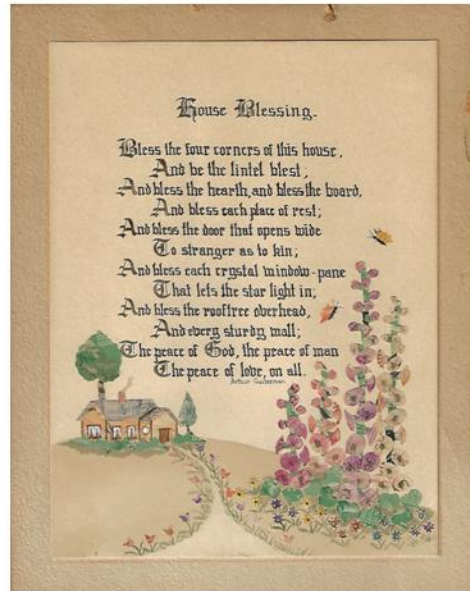 House Blessing.
Bless the four corners of this house,
And be the lintel blest,
And bless the hearth, and bless the board,
And bless each place of rest;
And bless the door that opens wide
To stranger as to kin;
And bless each crystal window-pane
That lets the star light in;
And bless the rooftree overhead,
And every sturdy wall;
The peace of God, the peace of man
The peace of love, on all.
Arthur Guiterman